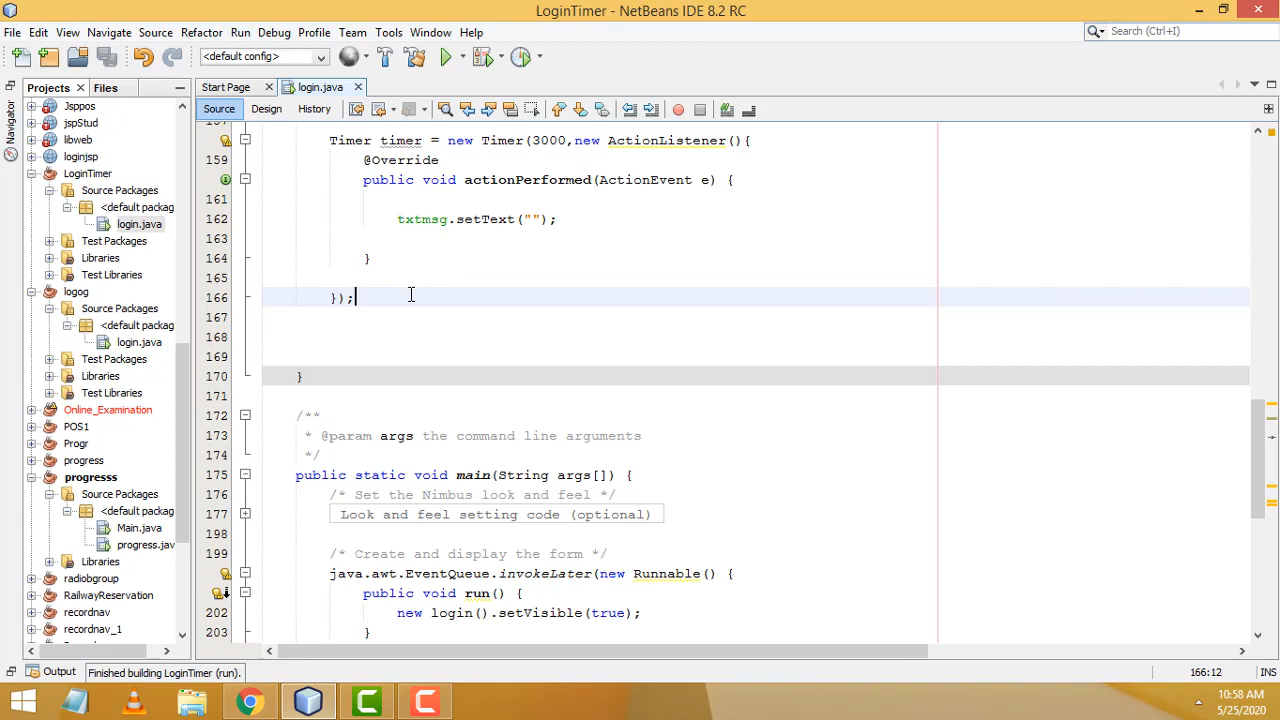 LoginTimer - NetBeans IDE 8.2 RC
File Edit View Navigate Source Refactor Run Debug Profile Team Tools Window Help
Search (Ctrl+I)
<default config>
Projects Files
Start Page login.java
Source Design History
Navigator
Jsppos
jspStud
libweb
loginjsp
LoginTimer
Source Packages
<default packag
login.java
Test Packages
Libraries
Test Libraries
logog
Source Packages
<default packag
login.java
Test Packages
Libraries
Test Libraries
Online_Examination
POS1
Progr
progress
progresss
Source Packages
<default packag
Main.java
progress.jav
Libraries
radiobgroup
RailwayReservation
recordnav
recordnav_1
Timer timer = new Timer(3000,new ActionListener(){
159 @Override
public void actionPerformed(ActionEvent e) {
161
162 txtmsg.setText("");
163
164 }
165
166 });
167
168
169
170 }
171
172 /**
173 * @param args the command line arguments
174 */
175 public static void main(String args[]) {
176 /* Set the Nimbus look and feel */
177 Look and feel setting code (optional)
198
199 /* Create and display the form */
java.awt.EventQueue.invokeLater(new Runnable() {
public void run() {
202 new login().setVisible(true);
203 }
Output Finished building LoginTimer (run). 166:12 INS
10:58 AM
5/25/2020